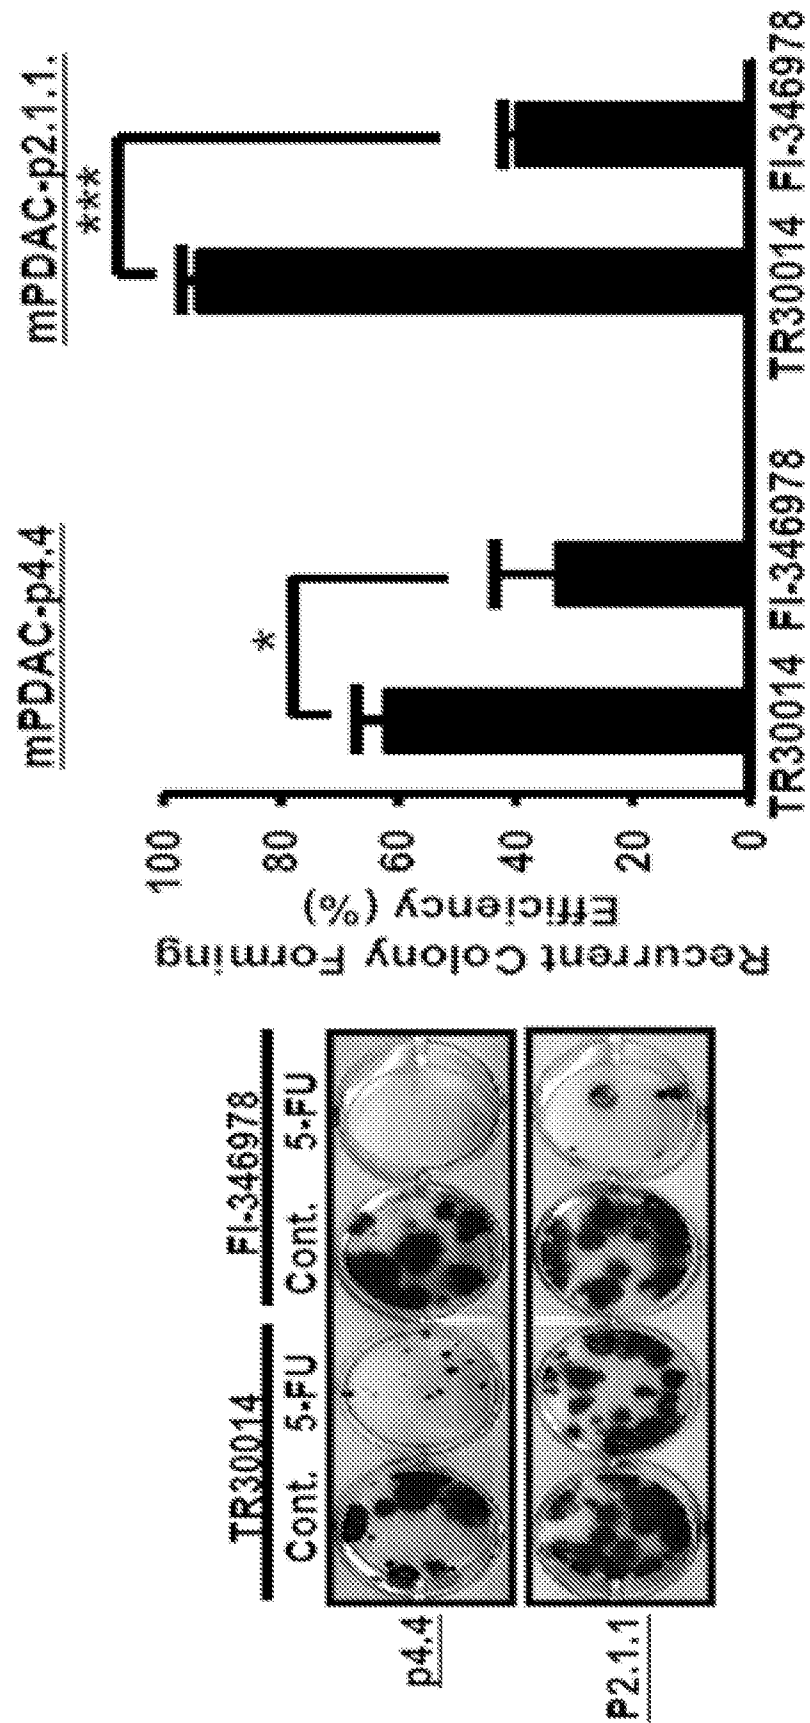 TR30014 FI-346978
Cont. 5-FU Cont. 5-FU
p4.4
P2.1.1
mPDAC-p4.4 mPDAC-p2.1.1.
* ***
Recurrent Colony Forming
Efficiency (%)
100
80
60
40
20
0
TR30014 FI-346978 TR30014 FI-346978